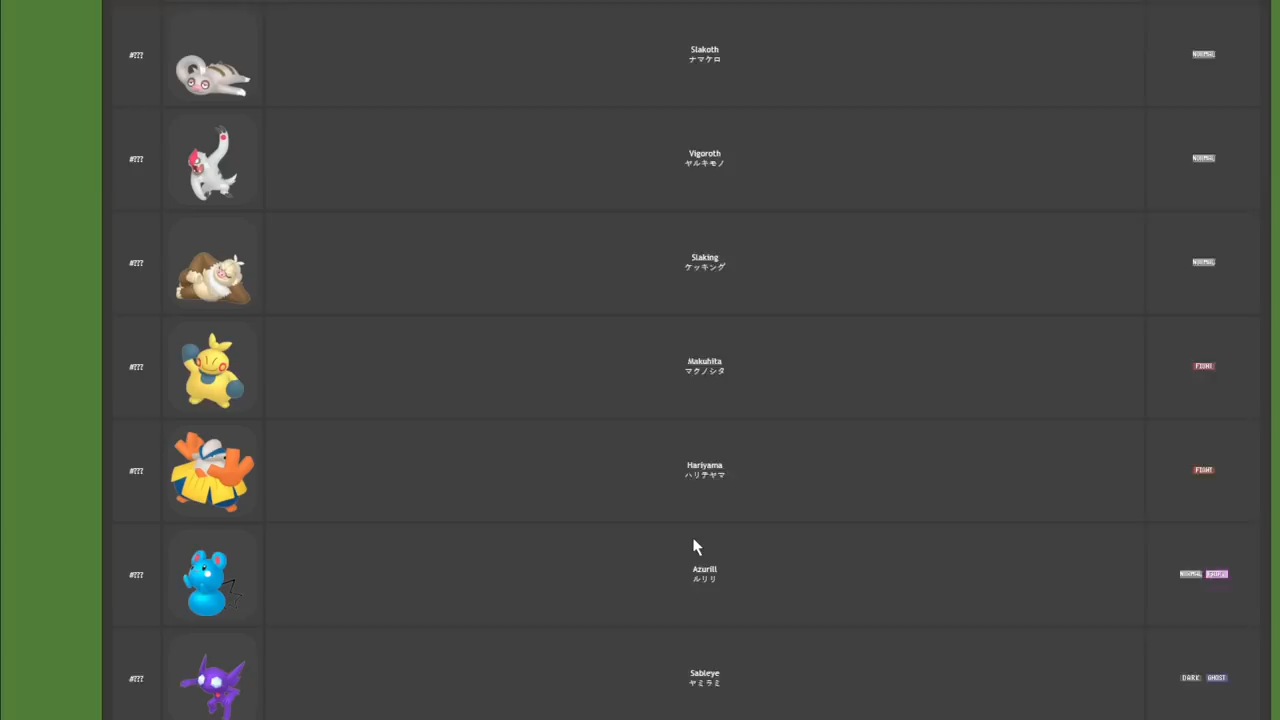 #???
Slakoth
ナマケロ
NORMAL
#???
Vigoroth
ヤルキモノ
NORMAL
#???
Slaking
ケッキング
NORMAL
#???
Makuhita
マクノシタ
FIGHT
#???
Hariyama
ハリテヤマ
FIGHT
#???
Azurill
ルリリ
NORMAL FAIRY
#???
Sableye
ヤミラミ
DARK GHOST